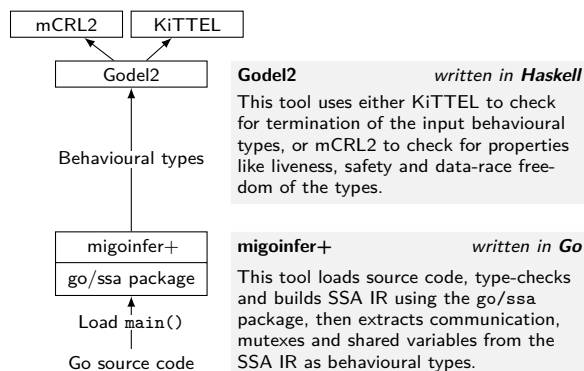 mCRL2 KiTTEL
Godel2
Behavioural types
migoinfer+
go/ssa package
Load main()
Go source code
Godel2 written in Haskell
This tool uses either KiTTEL to check
for termination of the input behavioural
types, or mCRL2 to check for properties
like liveness, safety and data-race free-
dom of the types.
migoinfer+ written in Go
This tool loads source code, type-checks
and builds SSA IR using the go/ssa
package, then extracts communication,
mutexes and shared variables from the
SSA IR as behavioural types.